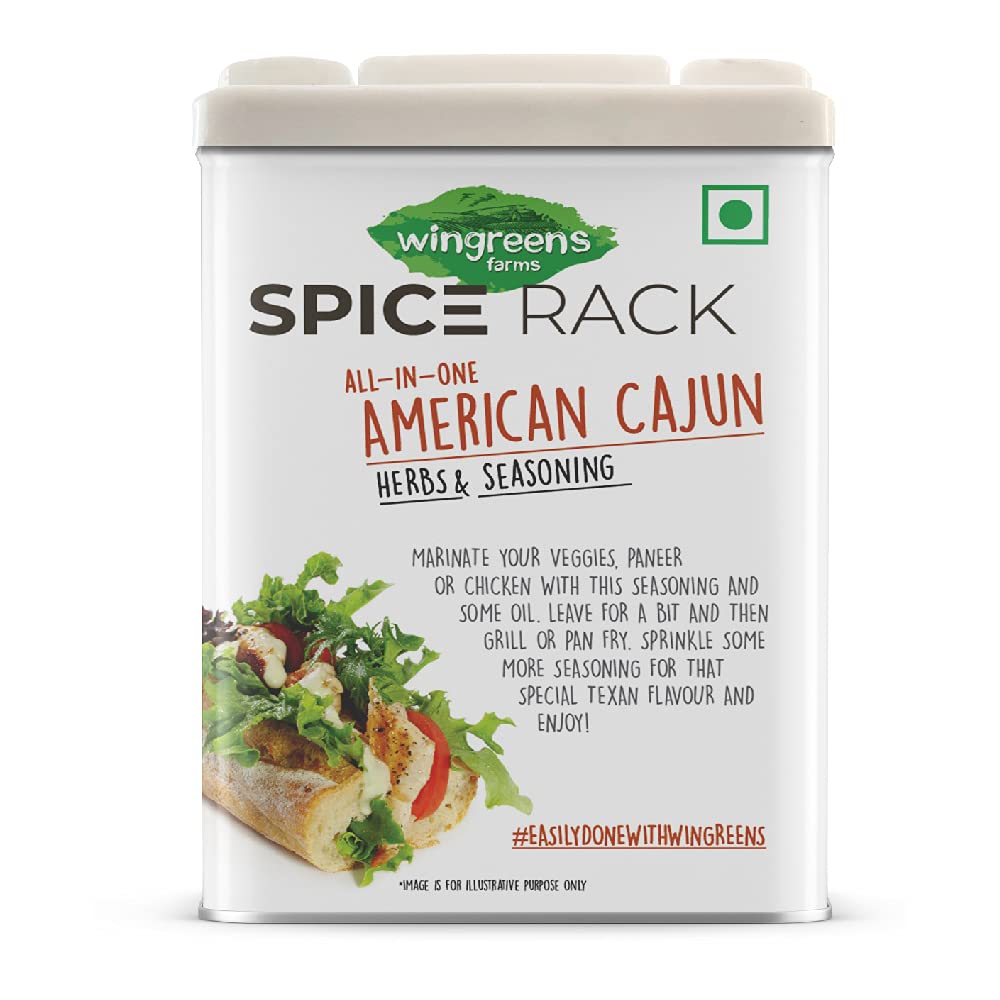 wingreens
farms
SPICE RACK
ALL-IN-ONE
AMERICAN CAJUN
HERBS & SEASONING
MARINATE YOUR VEGGIES, PANEER
OR CHICKEN WITH THIS SEASONING AND
SOME OIL. LEAVE FOR A BIT AND THEN
GRILL OR PAN FRY. SPRINKLE SOME
MORE SEASONING FOR THAT
SPECIAL TEXAN FLAVOUR AND
ENJOY!
#EASILYDONEWITHWINGREENS
*IMAGE IS FOR ILLUSTRATIVE PURPOSE ONLY